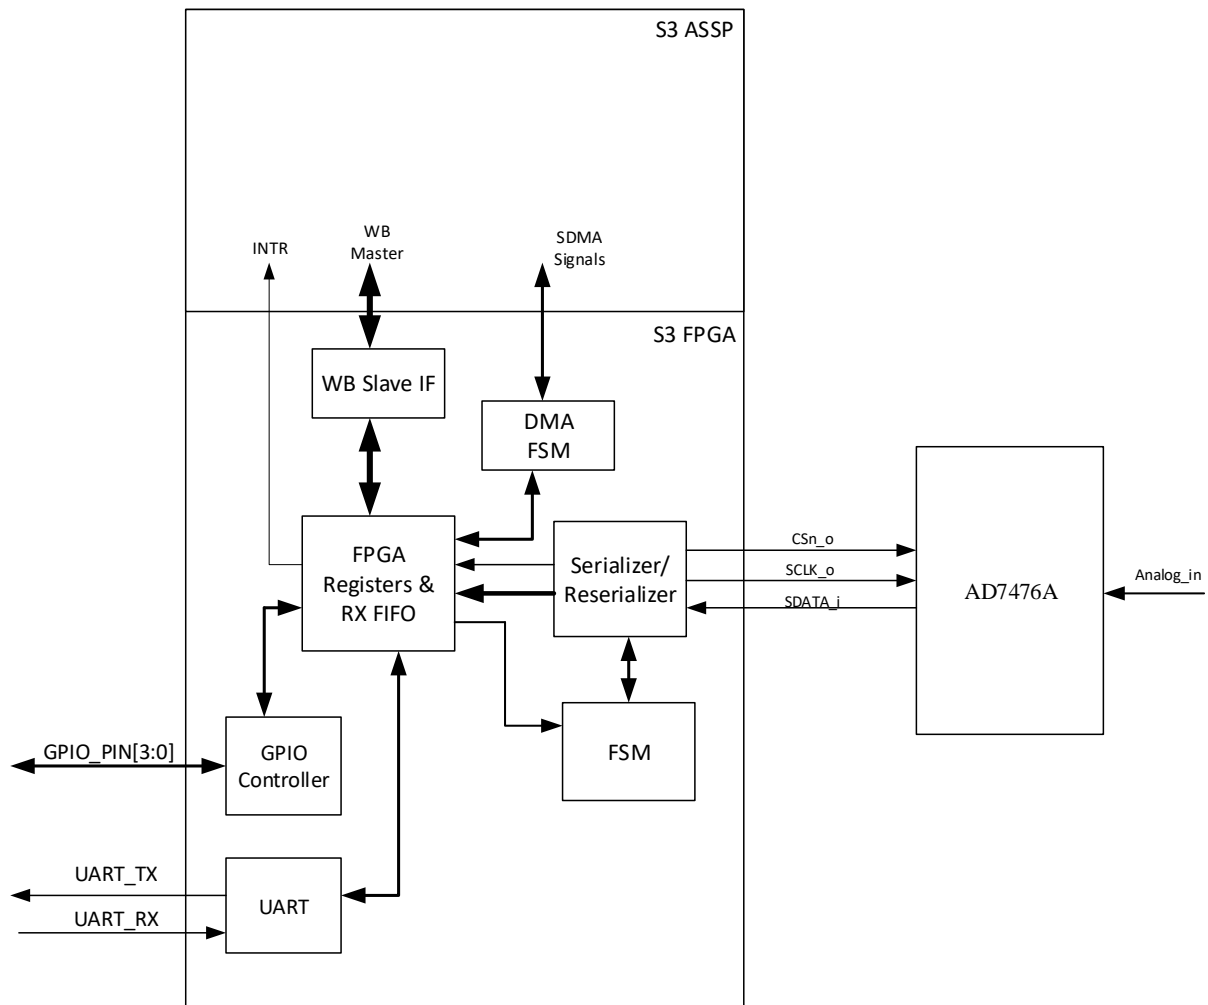 S3 ASSP
INTR
WB
Master
SDMA
Signals
S3 FPGA
WB Slave IF
DMA
FSM
FPGA
Registers &
RX FIFO
Serializer/
Reserializer
CSn_o
SCLK_o
SDATA_i
AD7476A
Analog_in
GPIO_PIN[3:0]
GPIO
Controller
FSM
UART_TX
UART_RX
UART